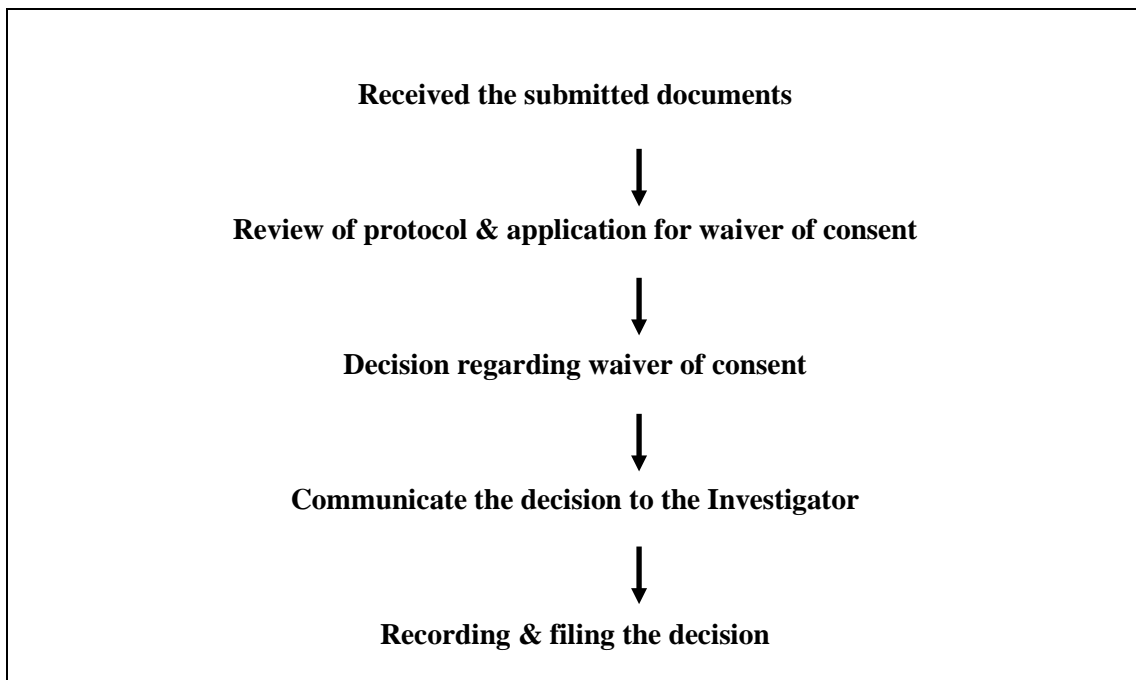 Received the submitted documents
Review of protocol & application for waiver of consent
Decision regarding waiver of consent
Communicate the decision to the Investigator
Recording & filing the decision